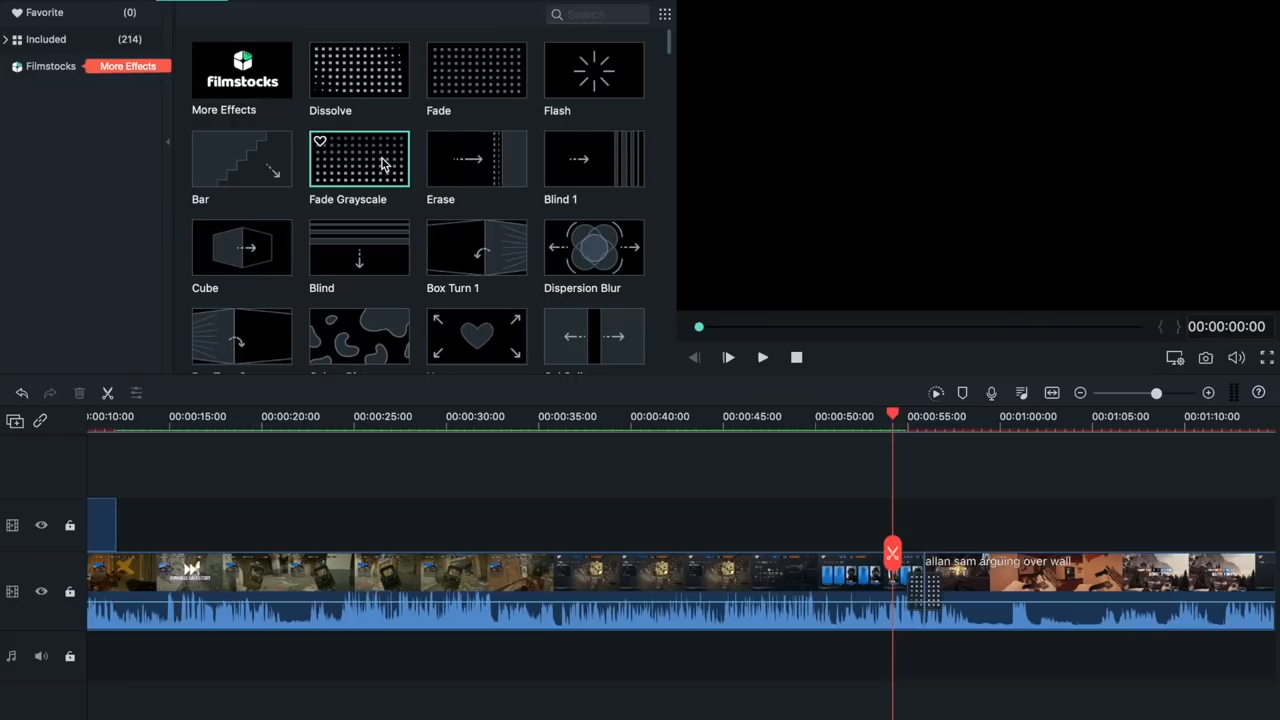 Favorite (0)
Included (214)
Filmstocks More Effects
Search
filmstocks
More Effects
Dissolve
Fade
Flash
Bar
Fade Grayscale
Erase
Blind 1
Cube
Blind
Box Turn 1
Dispersion Blur
00:00:00:00
:00:10:00 00:00:15:00 00:00:20:00 00:00:25:00 00:00:30:00 00:00:35:00 00:00:40:00 00:00:45:00 00:00:50:00 00:00:55:00 00:01:00:00 00:01:05:00 00:01:10:00
allan sam arguing over wall